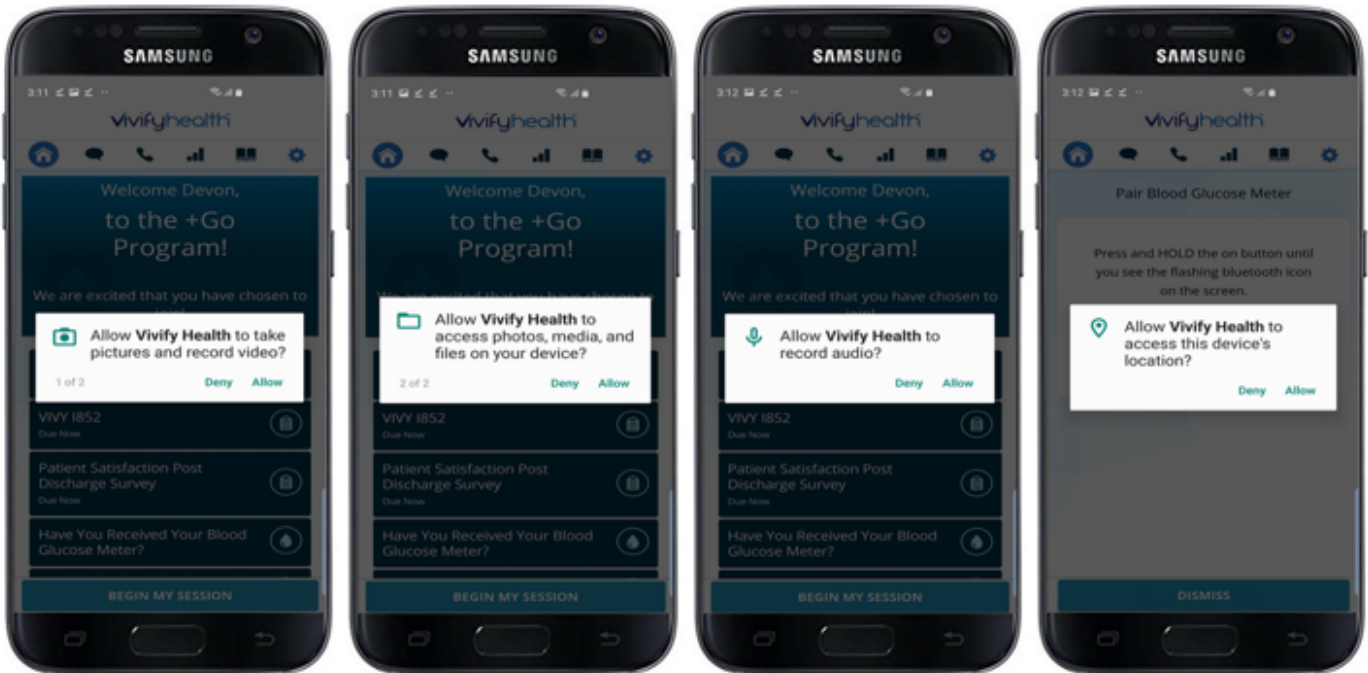 SAMSUNG
3:11
vivifyhealth
Welcome Devon,
to the +Go
Program!
We are excited that you have chosen to
Allow Vivify Health to take
pictures and record video?
1 of 2
Deny Allow
VIVY I852
Due Now
Patient Satisfaction Post
Discharge Survey
Due Now
Have You Received Your Blood
Glucose Meter?
BEGIN MY SESSION
SAMSUNG
3:11
vivifyhealth
Welcome Devon,
to the +Go
Program!
We are excited that you have chosen to
Allow Vivify Health to
access photos, media, and
files on your device?
2 of 2
Deny Allow
VIVY I852
Due Now
Patient Satisfaction Post
Discharge Survey
Due Now
Have You Received Your Blood
Glucose Meter?
BEGIN MY SESSION
SAMSUNG
3:12
vivifyhealth
Welcome Devon,
to the +Go
Program!
We are excited that you have chosen to
Allow Vivify Health to
record audio?
Deny Allow
VIVY I852
Due Now
Patient Satisfaction Post
Discharge Survey
Due Now
Have You Received Your Blood
Glucose Meter?
BEGIN MY SESSION
SAMSUNG
3:12
vivifyhealth
Pair Blood Glucose Meter
Press and HOLD the on button until
you see the flashing bluetooth icon
on the screen.
Allow Vivify Health to
access this device's
location?
Deny Allow
DISMISS